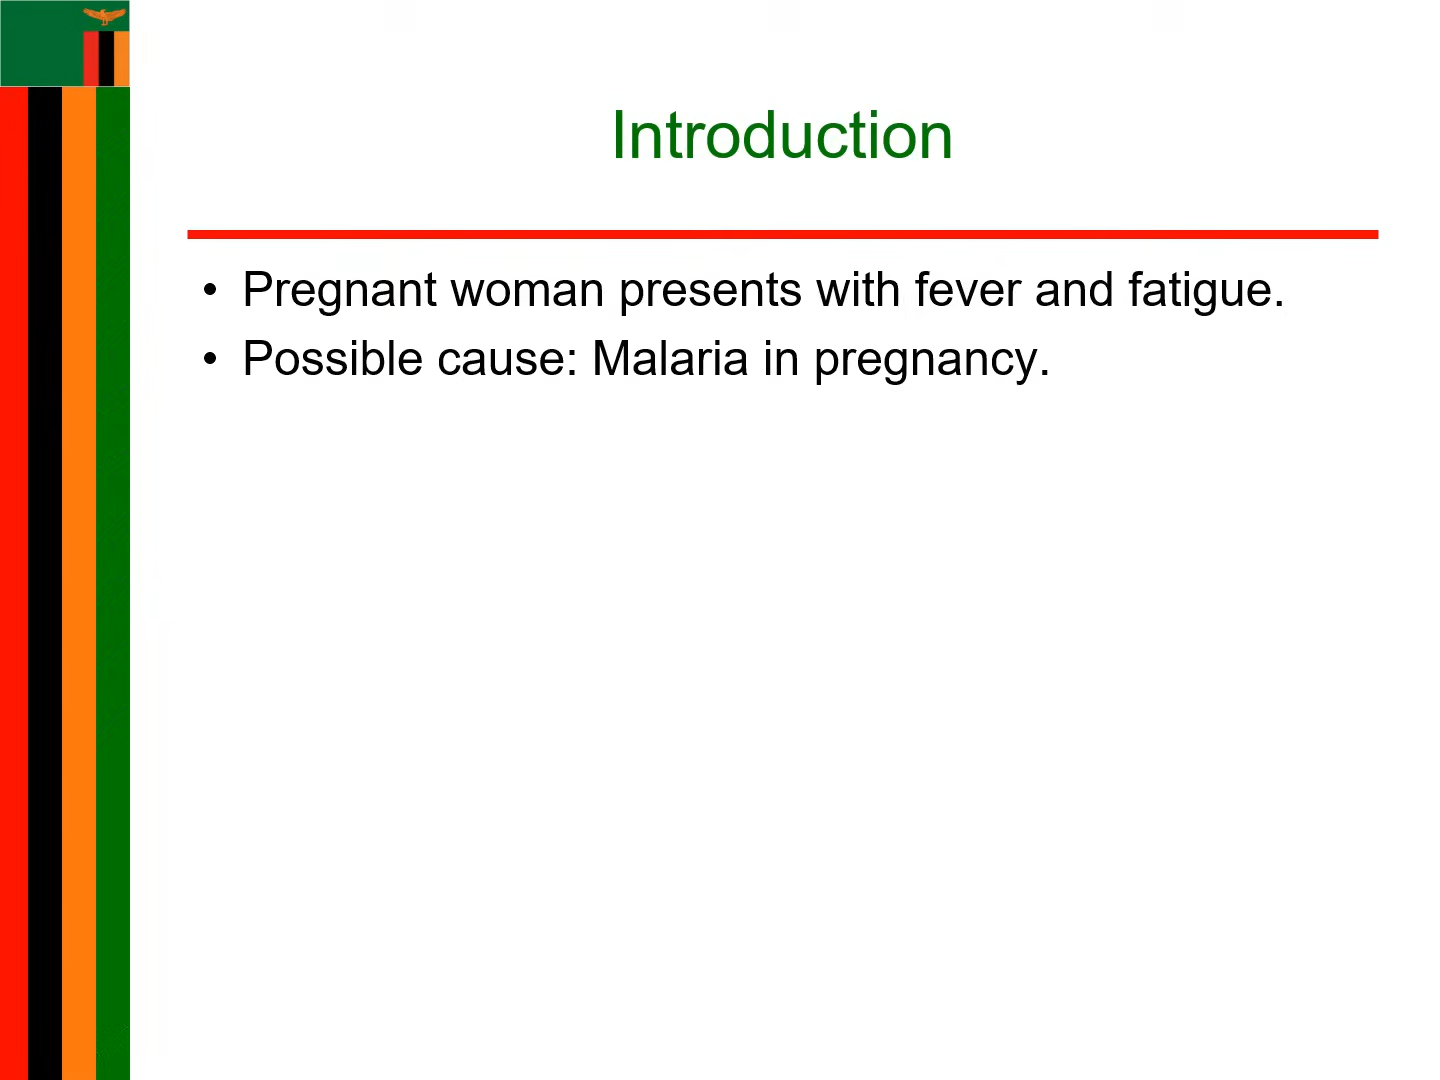 Introduction
• Pregnant woman presents with fever and fatigue.
• Possible cause: Malaria in pregnancy.